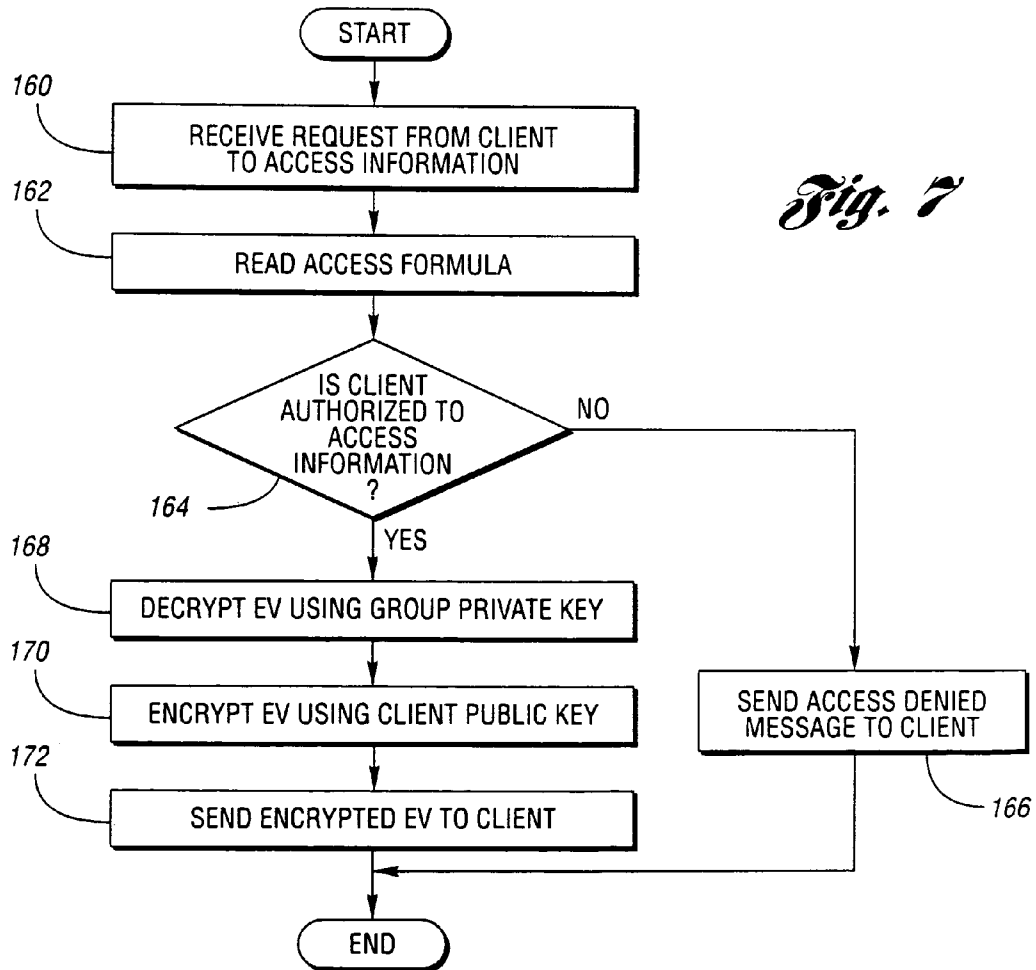 START
160
RECEIVE REQUEST FROM CLIENT
TO ACCESS INFORMATION
Fig. 7
162
READ ACCESS FORMULA
IS CLIENT
AUTHORIZED TO
ACCESS
INFORMATION
?
NO
164
YES
168
DECRYPT EV USING GROUP PRIVATE KEY
170
ENCRYPT EV USING CLIENT PUBLIC KEY
SEND ACCESS DENIED
MESSAGE TO CLIENT
166
172
SEND ENCRYPTED EV TO CLIENT
END